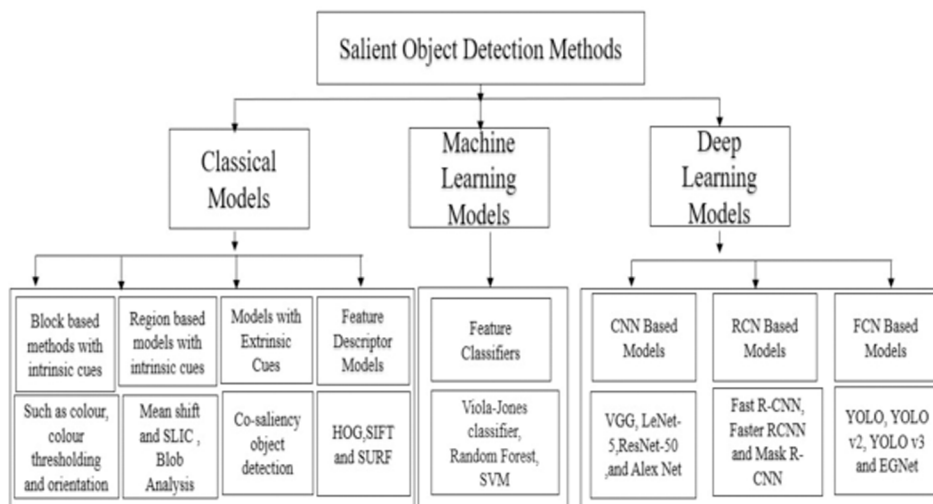 Salient Object Detection Methods
Classical
Models
Machine
Learning
Models
Deep
Learning
Models
Block based
methods with
intrinsic cues
Region based
models with
intrinsic cues
Models with
Extrinsic
Cues
Feature
Descriptor
Models
Feature
Classifiers
CNN Based
Models
RCN Based
Models
FCN Based
Models
Such as colour,
colour
thresholding
and orientation
Mean shift
and SLIC ,
Blob
Analysis
Co-saliency
object
detection
HOG,SIFT
and SURF
Viola-Jones
classifier,
Random Forest,
SVM
VGG, LeNet-
5,ResNet-50
,and Alex Net
Fast R-CNN,
Faster RCNN
and Mask R-
CNN
YOLO, YOLO
v2, YOLO v3
and EGNet